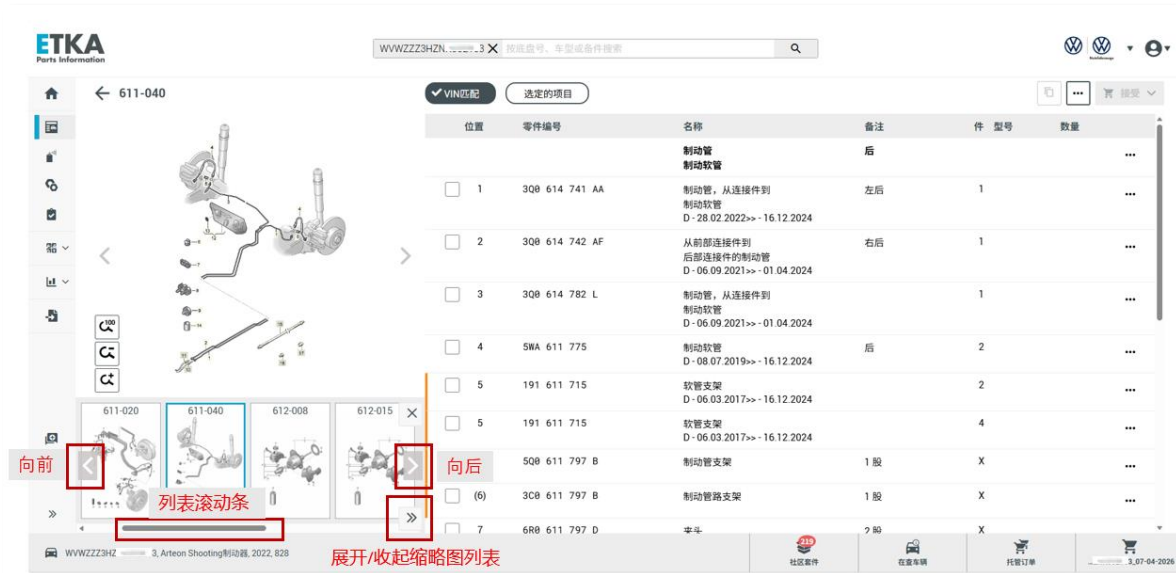 ETKA
Parts Information
WVWZZZ3HZN 3 X 按底盘号、车型或备件搜索
611-040
VIN匹配 选定的项目
接受
位置 零件编号 名称 备注 件 型号 数量
制动管 后
制动软管
1 3Q0 614 741 AA 制动管，从连接件到 左后 1
制动软管
D - 28.02.2022>> - 16.12.2024
2 3Q0 614 742 AF 从前部连接件到 右后 1
后部连接件的制动管
D - 06.09.2021>> - 01.04.2024
3 3Q0 614 782 L 制动管，从连接件到 1
制动软管
D - 06.09.2021>> - 01.04.2024
4 5WA 611 775 制动软管 后 2
D - 08.07.2019>> - 16.12.2024
5 191 611 715 软管支架 2
D - 06.03.2017>> - 16.12.2024
5 191 611 715 软管支架 4
D - 06.03.2017>> - 16.12.2024
5Q0 611 797 B 制动管支架 1 股 X
(6) 3C0 611 797 B 制动管路支架 1 股 X
7 6R0 611 797 D 夹头 2 股 X
100
611-020 611-040 612-008 612-015
向前
向后
列表滚动条
展开/收起缩略图列表
WVWZZZ3HZ 3, Arteon Shooting制动器, 2022, 828
219
社区套件 在查车辆 托管订单 3_07-04-2026